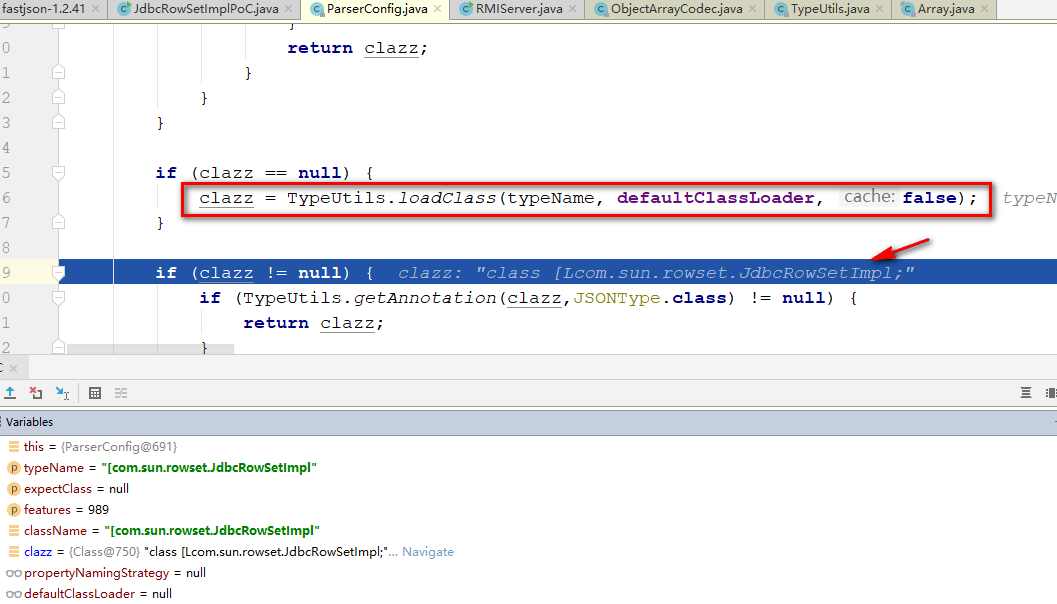 fastjson-1.2.41 JdbcRowSetImplPoC.java ParserConfig.java RMIServer.java ObjectArrayCodec.java TypeUtils.java Array.java
}
0 return clazz;
1 }
2 }
3 }
4
5 if (clazz == null) {
6 clazz = TypeUtils.loadClass(typeName, defaultClassLoader, cache: false); typeN
7 }
8
9 if (clazz != null) { clazz: "class [Lcom.sun.rowset.JdbcRowSetImpl;"
0 if (TypeUtils.getAnnotation(clazz,JSONType.class) != null) {
1 return clazz;
2 }
Variables
this = {ParserConfig@691}
typeName = "[com.sun.rowset.JdbcRowSetImpl"
expectClass = null
features = 989
className = "[com.sun.rowset.JdbcRowSetImpl"
clazz = {Class@750} "class [Lcom.sun.rowset.JdbcRowSetImpl;"... Navigate
propertyNamingStrategy = null
defaultClassLoader = null